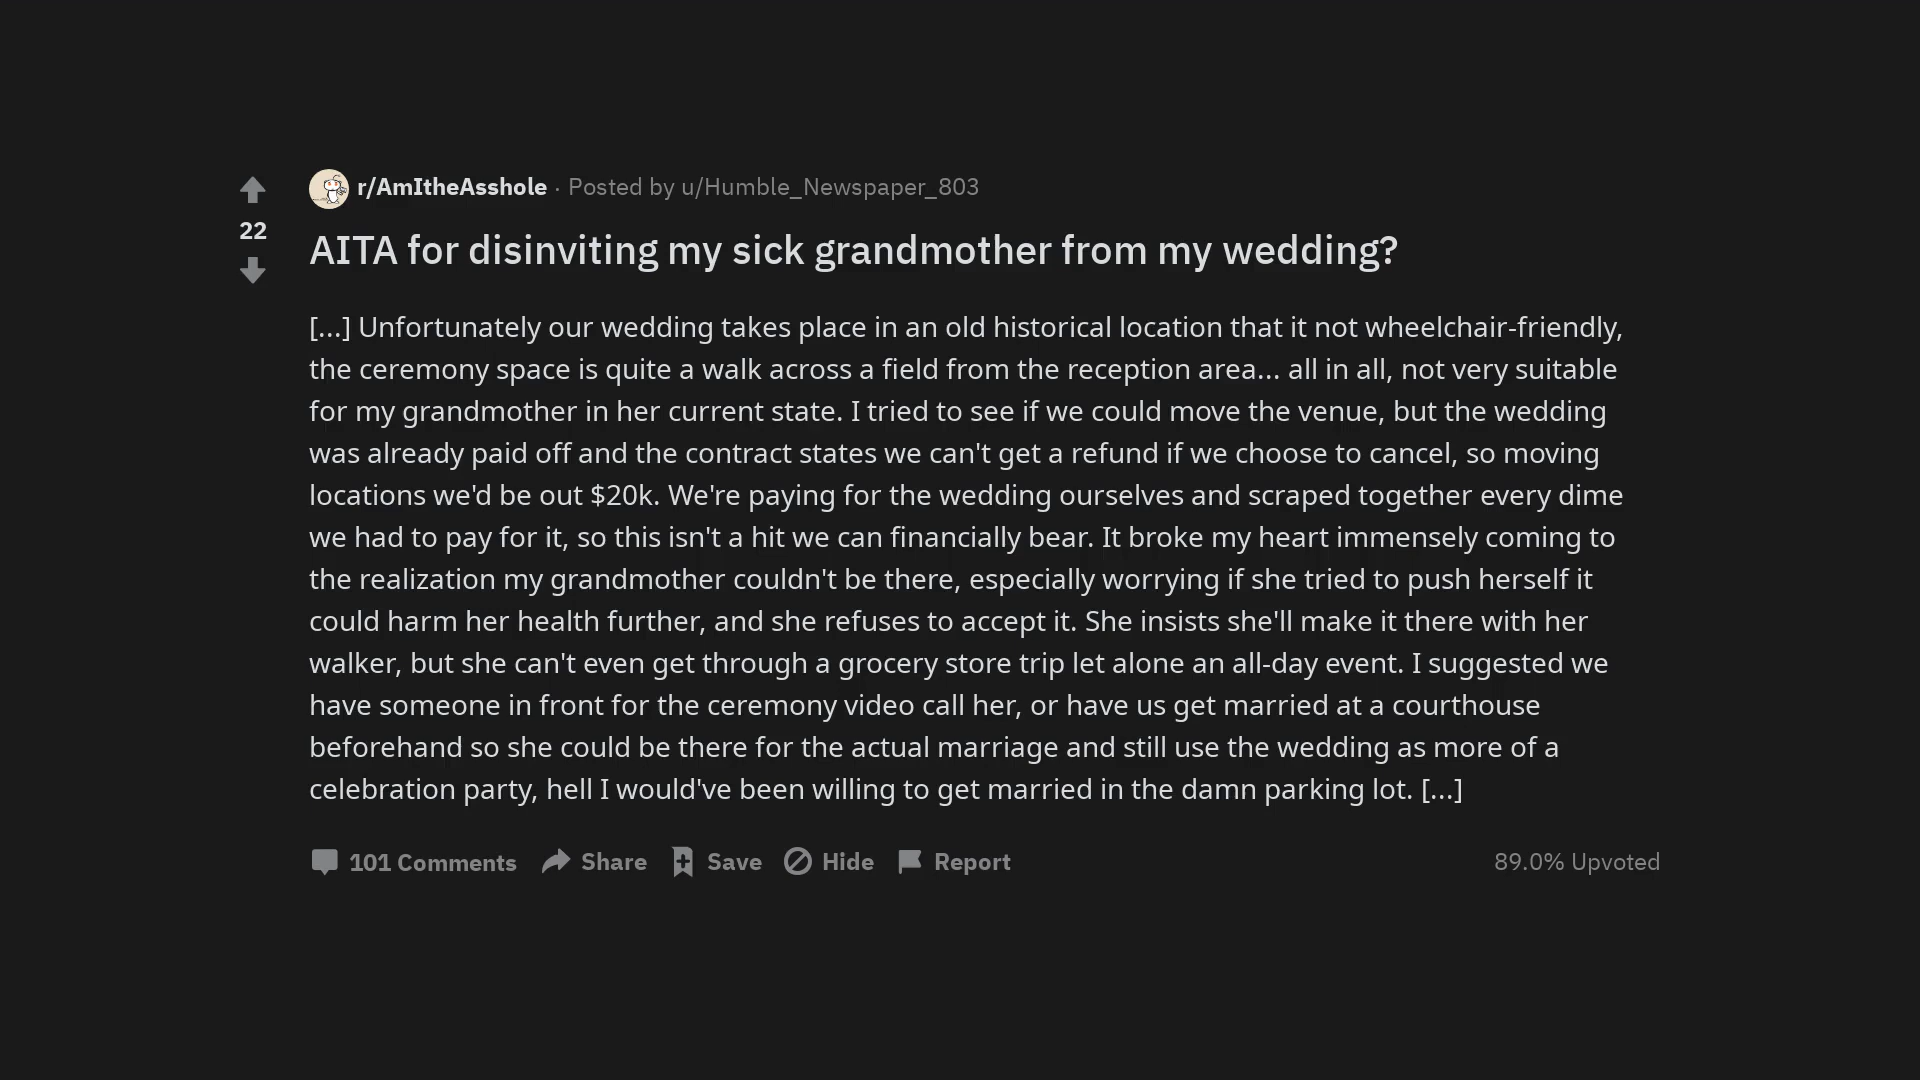 r/AmItheAsshole · Posted by u/Humble_Newspaper_803
22
AITA for disinviting my sick grandmother from my wedding?
[...] Unfortunately our wedding takes place in an old historical location that it not wheelchair-friendly,
the ceremony space is quite a walk across a field from the reception area... all in all, not very suitable
for my grandmother in her current state. I tried to see if we could move the venue, but the wedding
was already paid off and the contract states we can't get a refund if we choose to cancel, so moving
locations we'd be out $20k. We're paying for the wedding ourselves and scraped together every dime
we had to pay for it, so this isn't a hit we can financially bear. It broke my heart immensely coming to
the realization my grandmother couldn't be there, especially worrying if she tried to push herself it
could harm her health further, and she refuses to accept it. She insists she'll make it there with her
walker, but she can't even get through a grocery store trip let alone an all-day event. I suggested we
have someone in front for the ceremony video call her, or have us get married at a courthouse
beforehand so she could be there for the actual marriage and still use the wedding as more of a
celebration party, hell I would've been willing to get married in the damn parking lot. [...]
101 Comments Share Save Hide Report 89.0% Upvoted